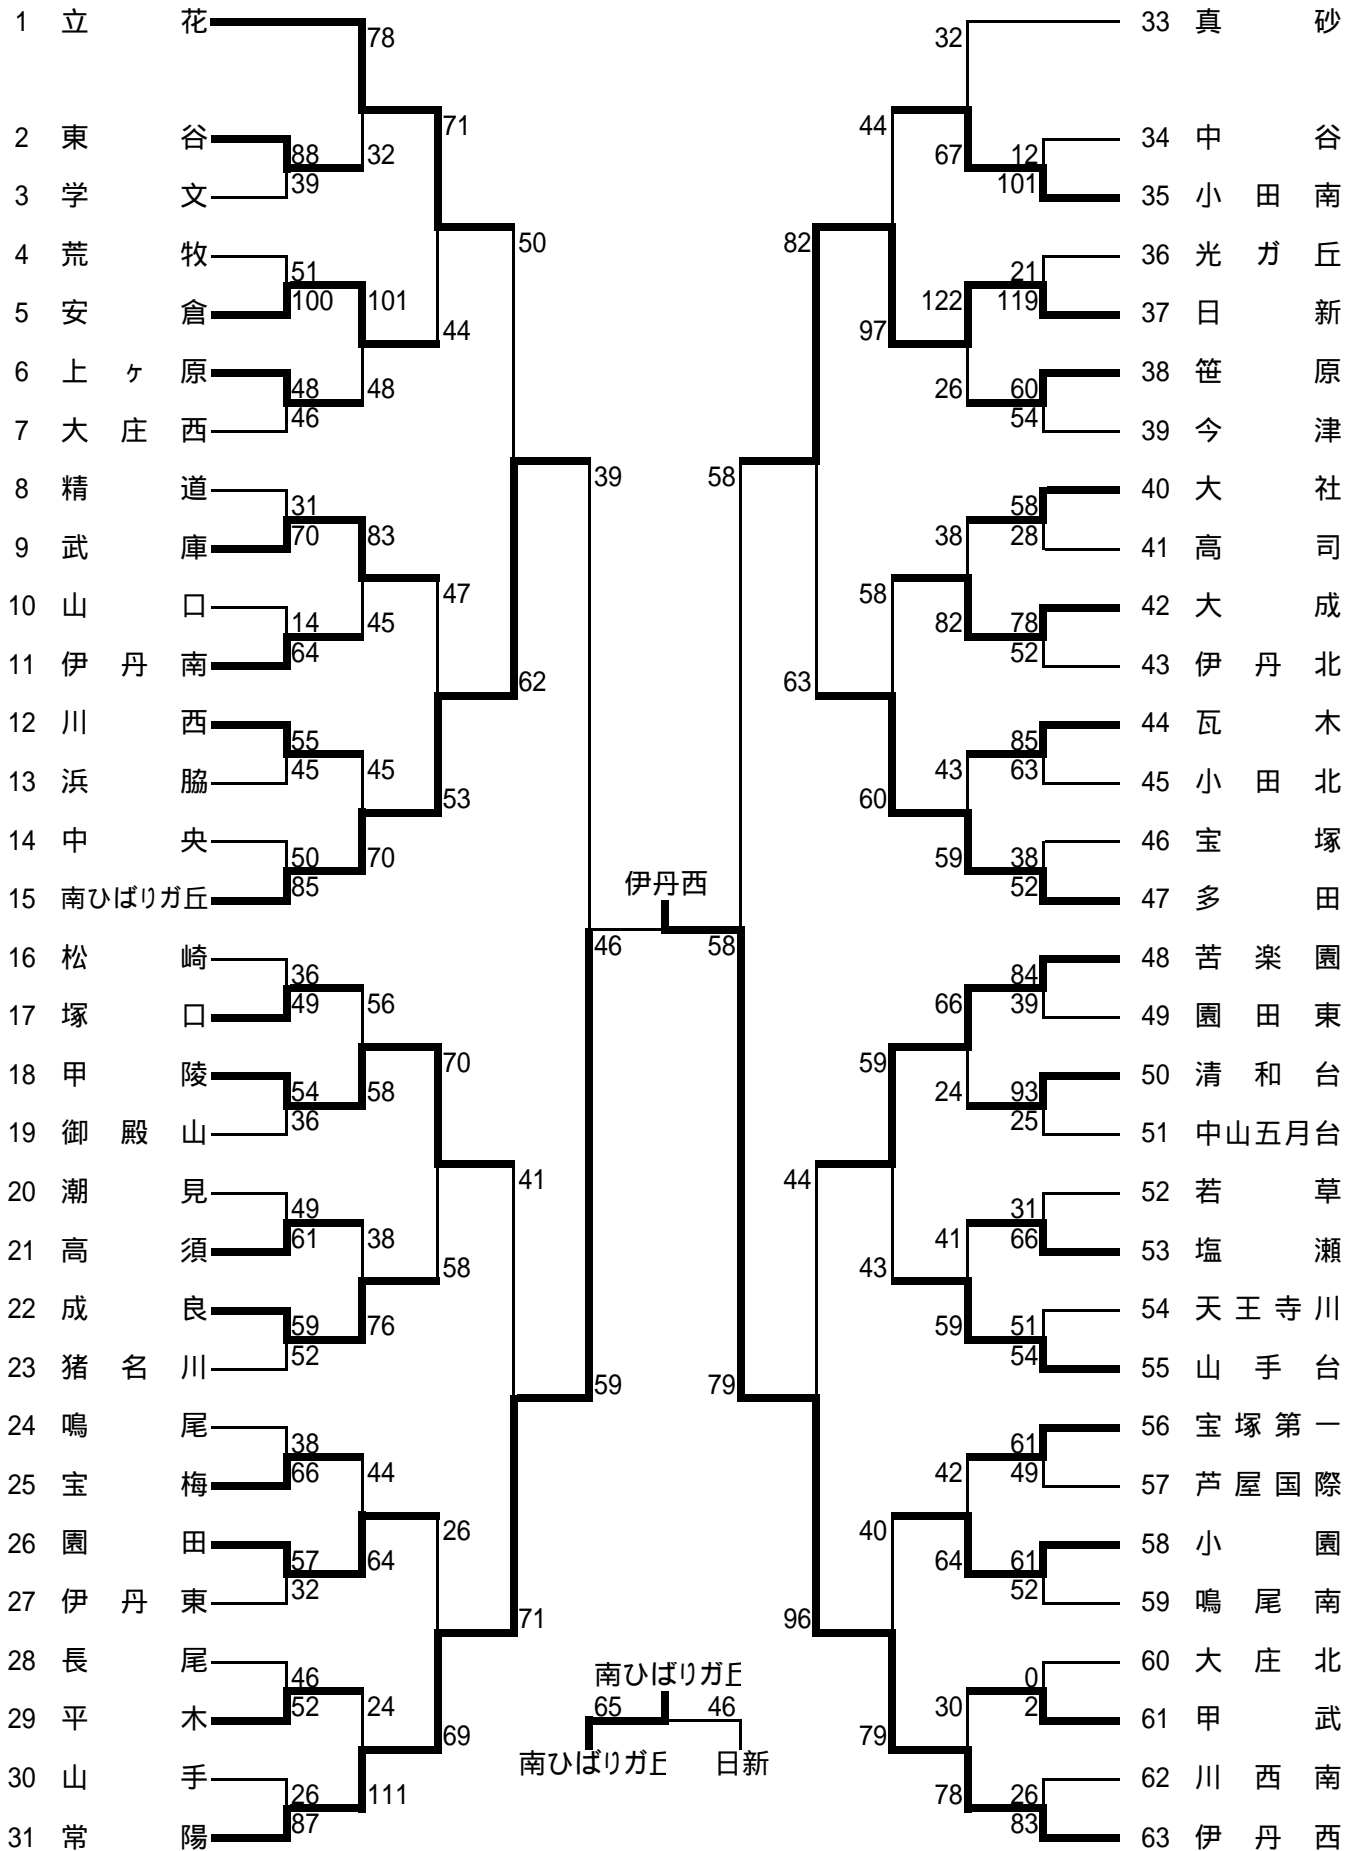 1 立花
78
2 東谷
88
32
3 学文
39
71
4 荒牧
51
5 安倉
100
101
50
44
6 上ヶ原
48
48
7 大庄西
46
8 精道
31
39
9 武庫
70
83
47
10 山口
14
45
11 伊丹南
64
62
12 川西
55
13 浜脇
45
45
53
14 中央
50
70
15 南ひばりガ丘
85
16 松崎
36
46
17 塚口
49
56
70
18 甲陵
54
58
19 御殿山
36
20 潮見
49
41
21 高須
61
38
58
22 成良
59
76
23 猪名川
52
59
24 鳴尾
38
25 宝梅
66
44
26
26 園田
57
64
27 伊丹東
32
71
28 長尾
46
29 平木
52
24
69
30 山手
26
111
31 常陽
87
伊丹西
58
南ひばりガ丘
65 46
南ひばりガ丘 日新
32
33 真砂
44
67
12
34 中谷
101
35 小田南
82
21
36 光ガ丘
122
119
37 日新
97
26
60
38 笹原
54
39 今津
58
58
40 大社
38
28
41 高司
58
82
78
42 大成
52
43 伊丹北
63
85
44 瓦木
43
63
45 小田北
60
59
38
46 宝塚
52
47 多田
84
48 苦楽園
66
39
49 園田東
59
24
93
50 清和台
25
51 中山五月台
44
31
52 若草
41
66
53 塩瀬
43
59
51
54 天王寺川
54
55 山手台
79
61
56 宝塚第一
42
49
57 芦屋国際
40
64
61
58 小園
52
59 鳴尾南
96
0
60 大庄北
30
2
61 甲武
79
78
26
62 川西南
83
63 伊丹西